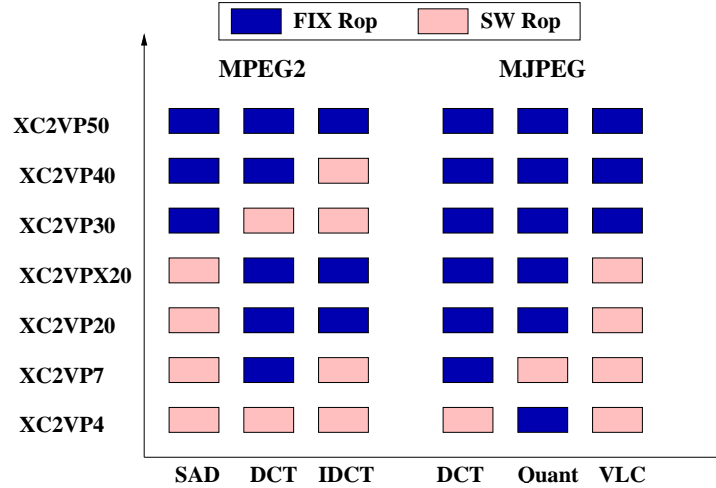 FIX Rop SW Rop
MPEG2 MJPEG
XC2VP50
XC2VP40
XC2VP30
XC2VPX20
XC2VP20
XC2VP7
XC2VP4
SAD DCT IDCT DCT Quant VLC